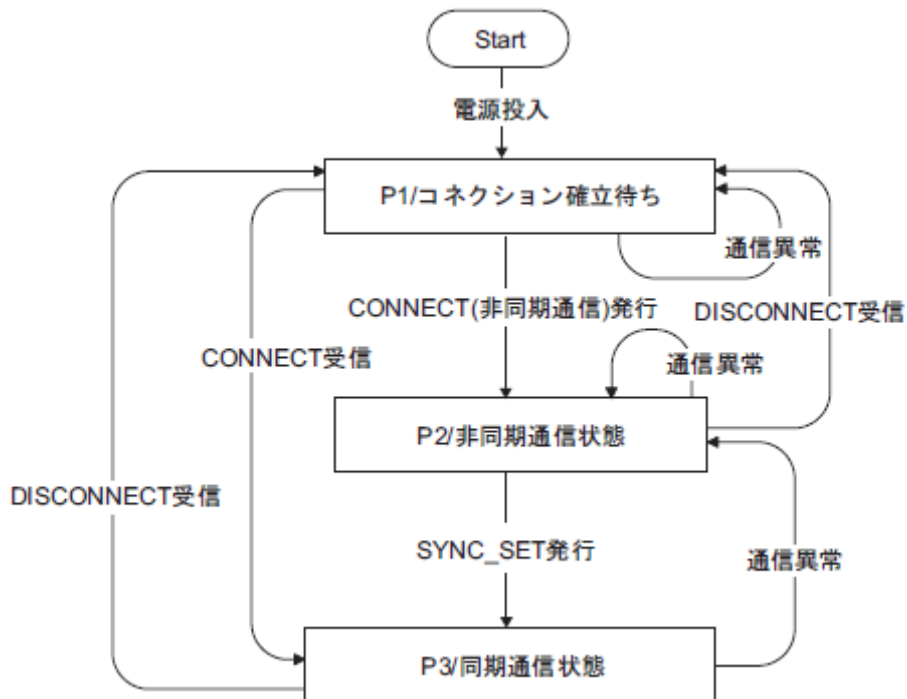 Start
電源投入
P1/コネクション確立待ち
通信異常
CONNECT(非同期通信)発行
DISCONNECT受信
CONNECT受信
通信異常
P2/非同期通信状態
DISCONNECT受信
SYNC_SET発行
通信異常
P3/同期通信状態